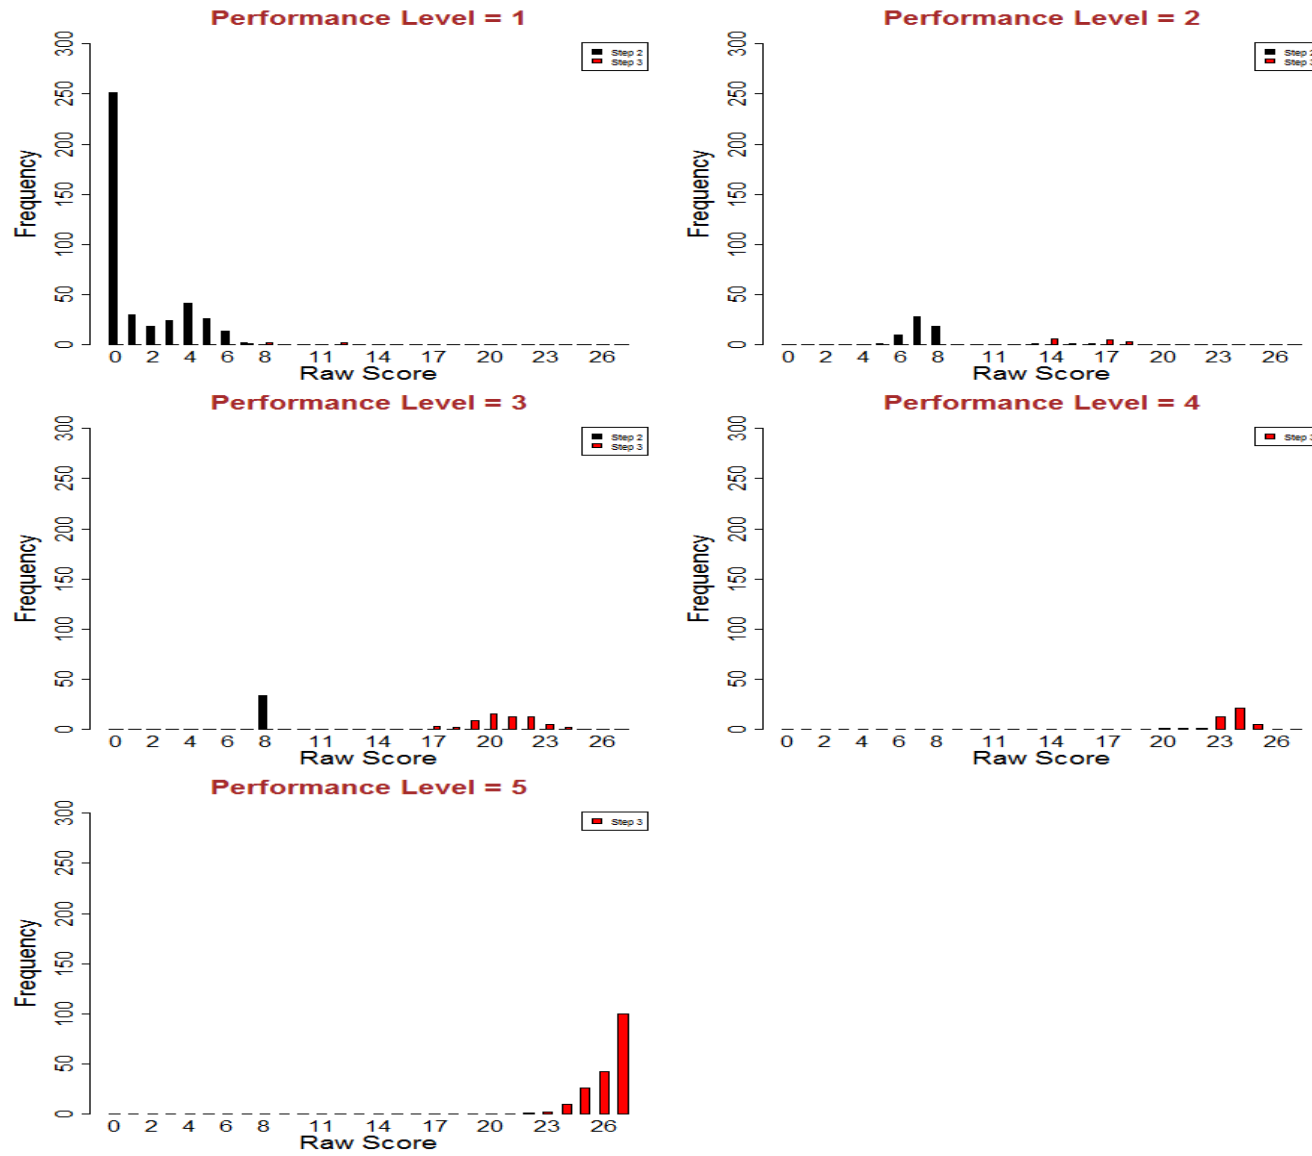 Performance Level = 1
300
250
200
150
100
50
0
Frequency
Step 2
Step 3
0 2 4 6 8 11 14 17 20 23 26
Raw Score
Performance Level = 2
300
250
200
150
100
50
0
Frequency
Step 2
Step 3
0 2 4 6 8 11 14 17 20 23 26
Raw Score
Performance Level = 3
300
250
200
150
100
50
0
Frequency
Step 2
Step 3
0 2 4 6 8 11 14 17 20 23 26
Raw Score
Performance Level = 4
300
250
200
150
100
50
0
Frequency
Step 3
0 2 4 6 8 11 14 17 20 23 26
Raw Score
Performance Level = 5
300
250
200
150
100
50
0
Frequency
Step 3
0 2 4 6 8 11 14 17 20 23 26
Raw Score